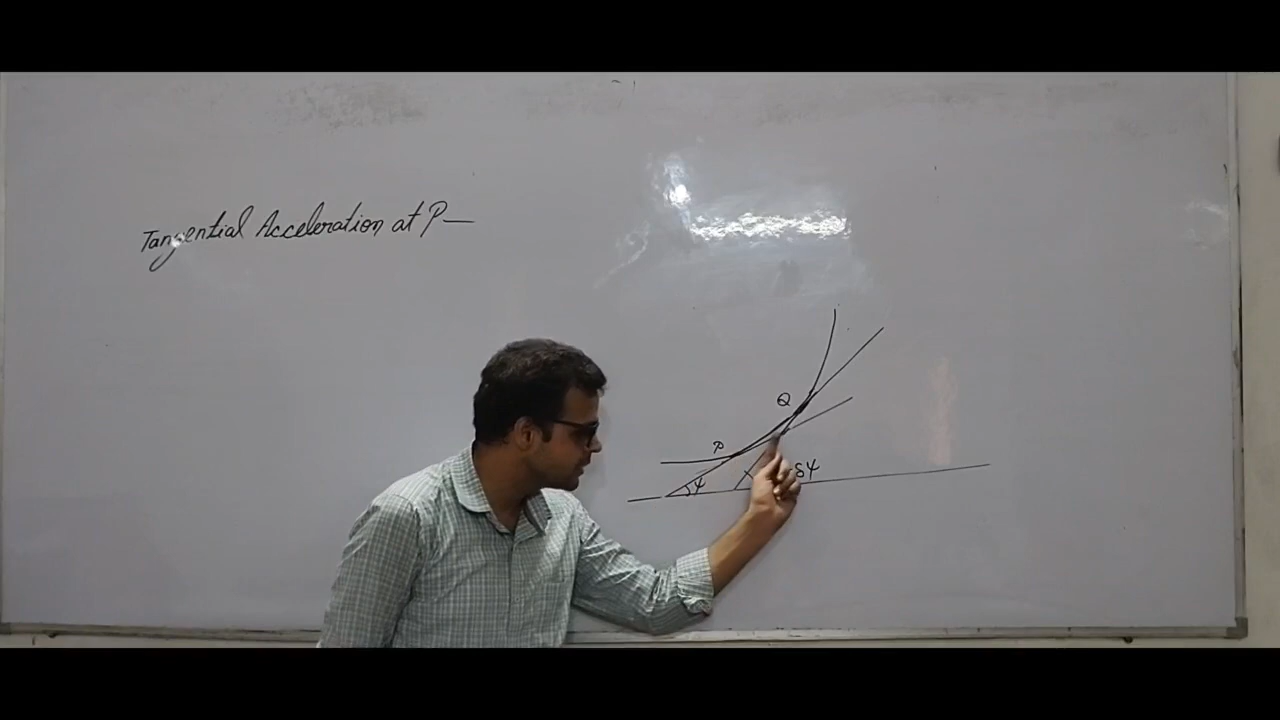 Tangential Acceleration at P—
Q
P
ψ
δψ